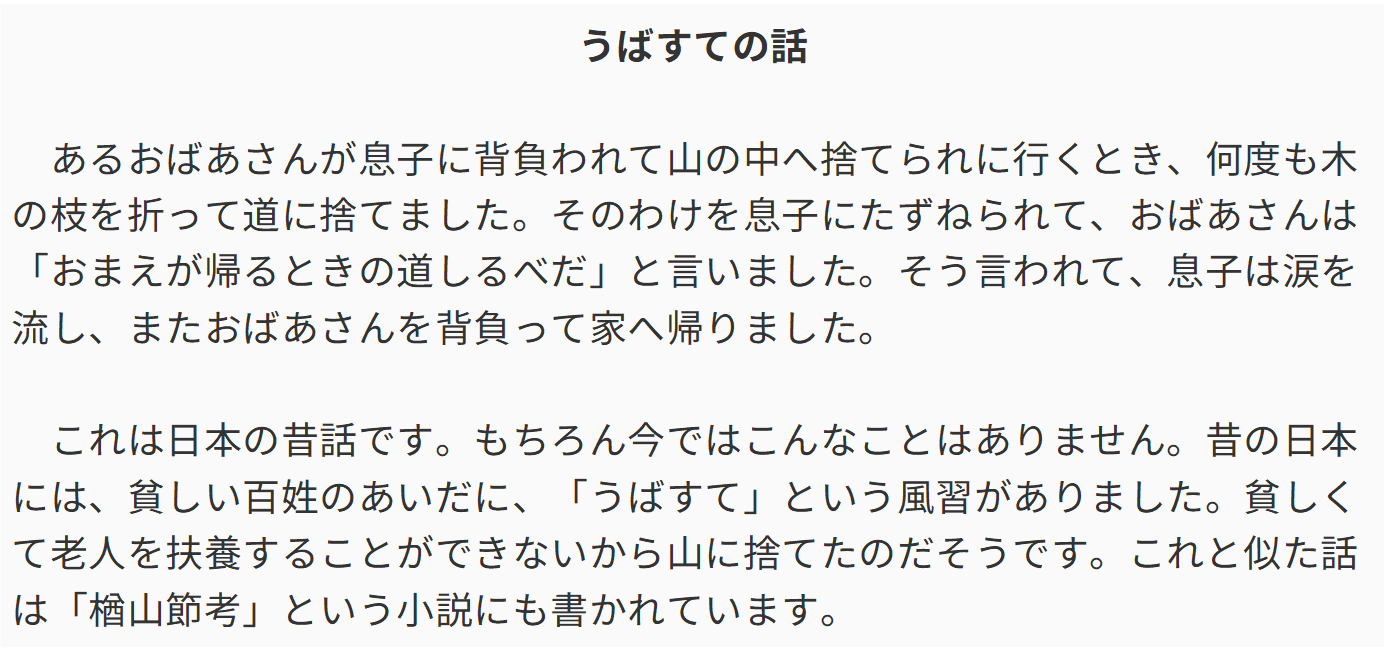 うばすての話
　あるおばあさんが息子に背負われて山の中へ捨てられに行くとき、何度も木
の枝を折って道に捨てました。そのわけを息子にたずねられて、おばあさんは
「おまえが帰るときの道しるべだ」と言いました。そう言われて、息子は涙を
流し、またおばあさんを背負って家へ帰りました。
　これは日本の昔話です。もちろん今ではこんなことはありません。昔の日本
には、貧しい百姓のあいだに、「うばすて」という風習がありました。貧しく
て老人を扶養することができないから山に捨てたのだそうです。これと似た話
は「楢山節考」という小説にも書かれています。